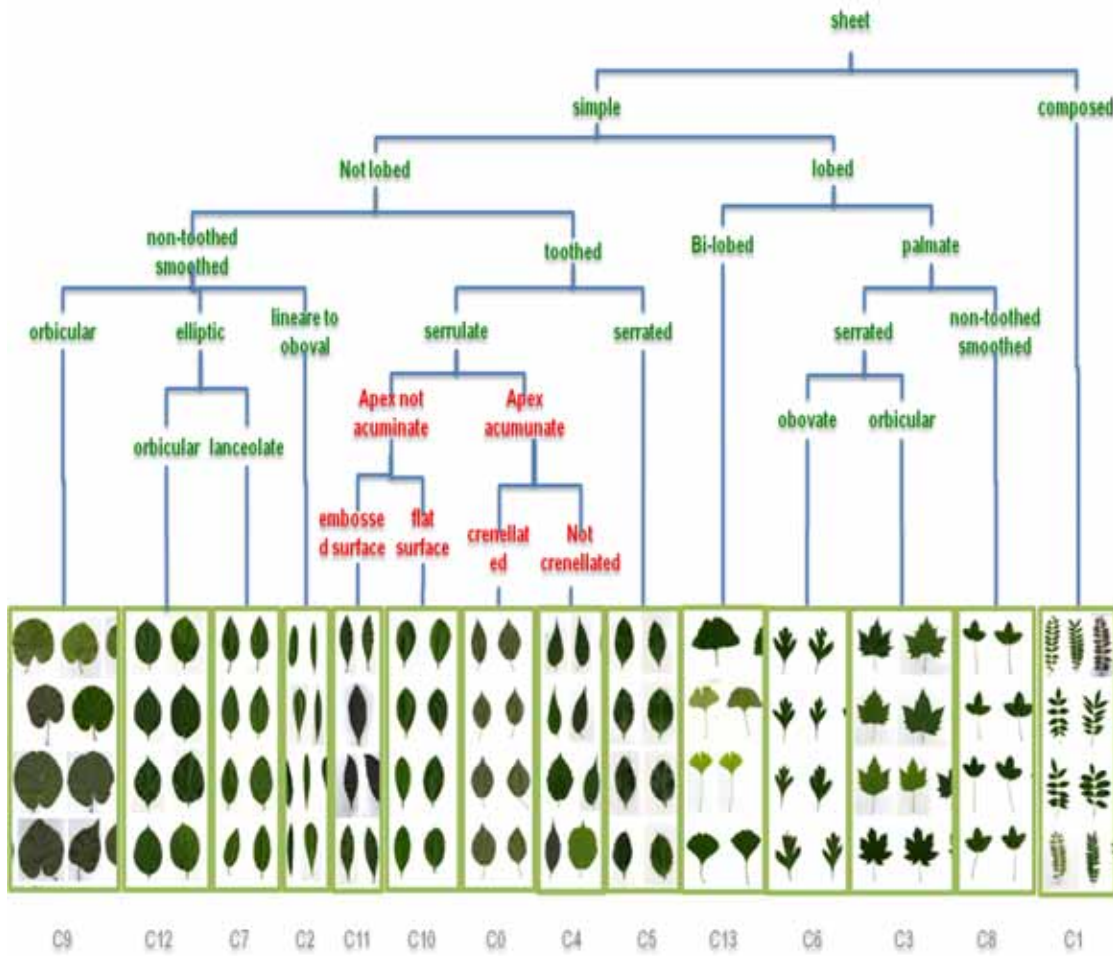 sheet
simple
composed
Not lobed
lobed
non-toothed
smoothed
toothed
Bi-lobed
palmate
orbicular
elliptic
lineare to
oboval
serrulate
serrated
serrated
non-toothed
smoothed
Apex not
acuminate
Apex
acumunate
obovate
orbicular
orbicular
lanceolate
embosse
d surface
flat
surface
crenellat
ed
Not
crenellated
C9
C12
C7
C2
C11
C10
C0
C4
C5
C13
C6
C3
C8
C1